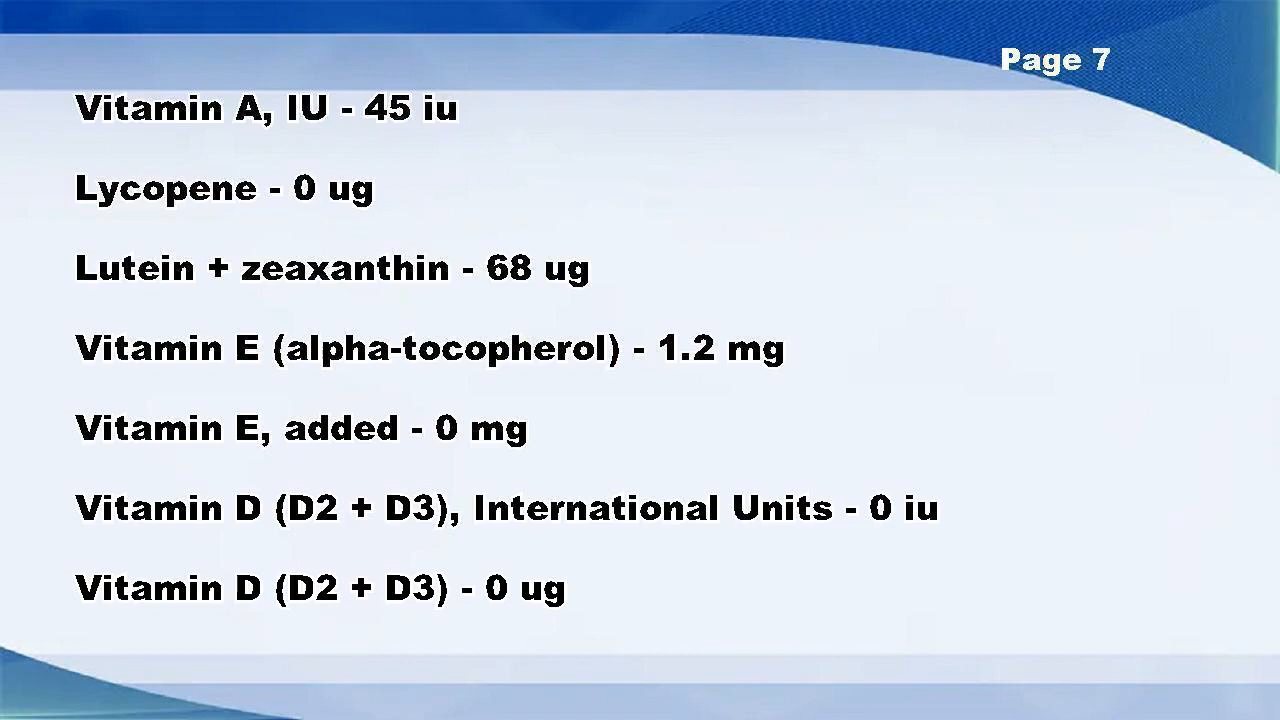 Page 7
Vitamin A, IU - 45 iu
Lycopene - 0 ug
Lutein + zeaxanthin - 68 ug
Vitamin E (alpha-tocopherol) - 1.2 mg
Vitamin E, added - 0 mg
Vitamin D (D2 + D3), International Units - 0 iu
Vitamin D (D2 + D3) - 0 ug